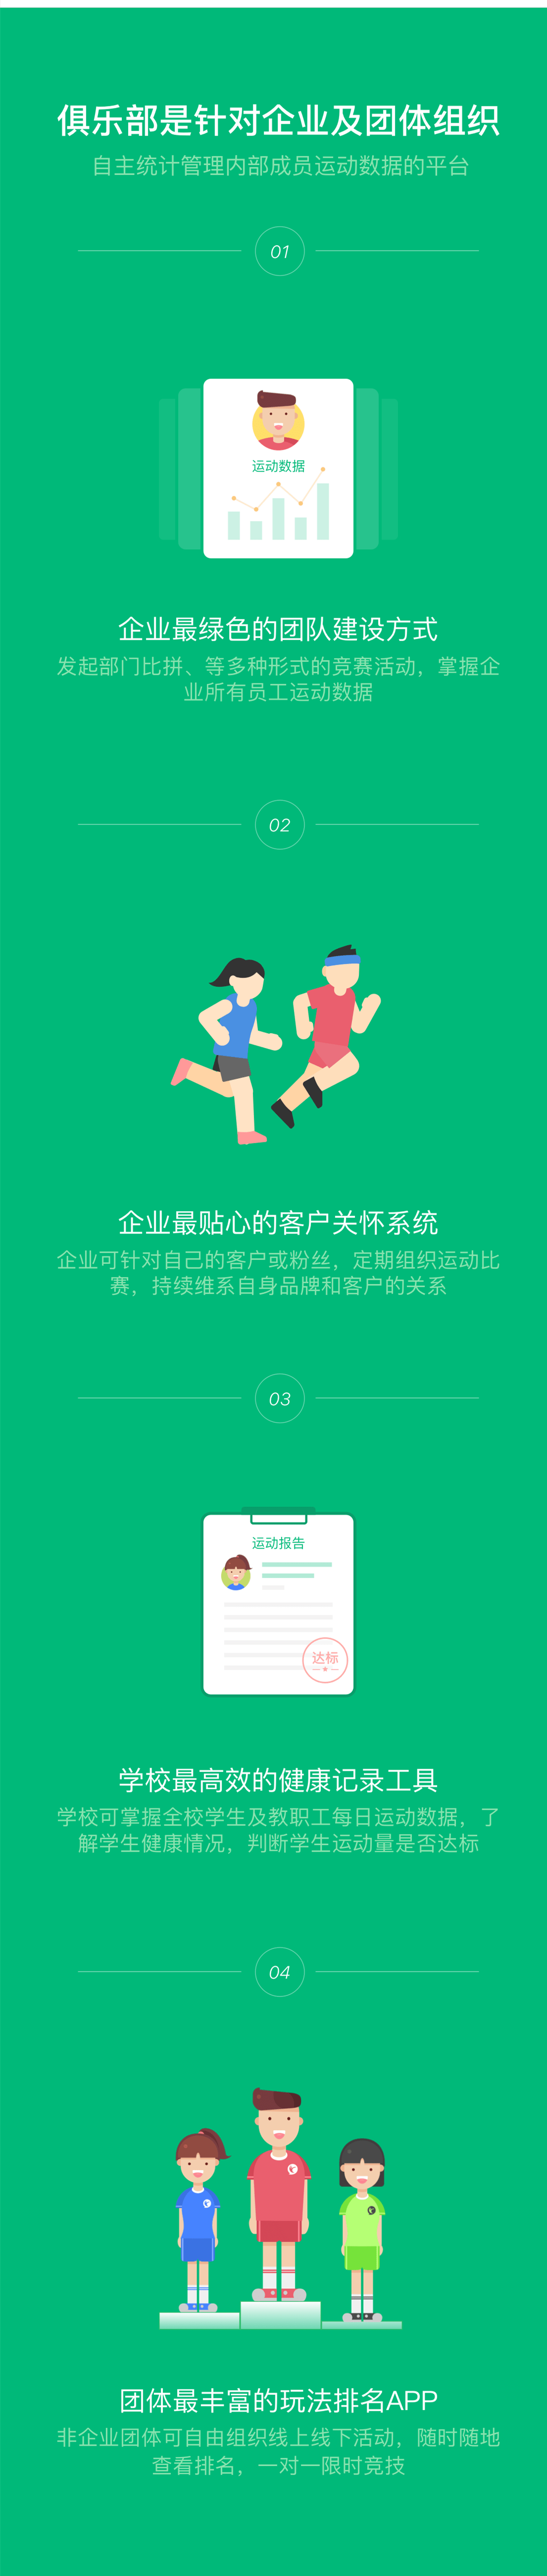 俱乐部是针对企业及团体组织
自主统计管理内部成员运动数据的平台
01
运动数据
企业最绿色的团队建设方式
发起部门比拼、等多种形式的竞赛活动，掌握企
业所有员工运动数据
02
企业最贴心的客户关怀系统
企业可针对自己的客户或粉丝，定期组织运动比
赛，持续维系自身品牌和客户的关系
03
运动报告
达标
学校最高效的健康记录工具
学校可掌握全校学生及教职工每日运动数据，了
解学生健康情况，判断学生运动量是否达标
04
团体最丰富的玩法排名APP
非企业团体可自由组织线上线下活动，随时随地
查看排名，一对一限时竞技